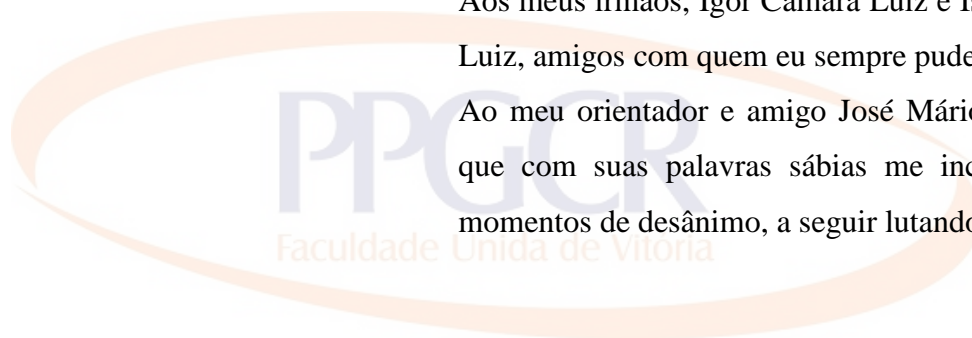 Aos meus irmãos, Igor Câmara Luiz e
Luiz, amigos com quem eu sempre pude
Ao meu orientador e amigo José Mário
que com suas palavras sábias me
momentos de desânimo, a seguir lutando
PPGCR
Faculdade Unida de Vitória